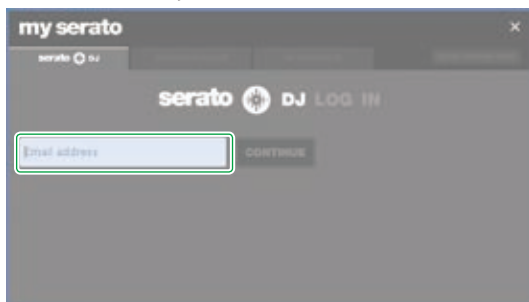 my serato ×
serato DJ
serato DJ LOG IN
Email address CONTINUE